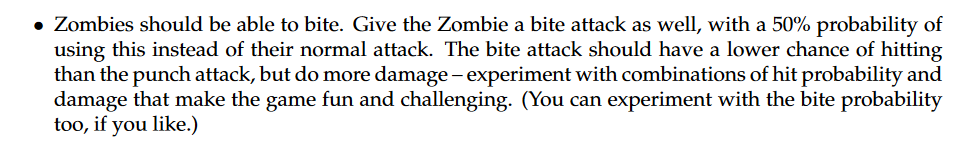 • Zombies should be able to bite. Give the Zombie a bite attack as well, with a 50% probability of
using this instead of their normal attack. The bite attack should have a lower chance of hitting
than the punch attack, but do more damage – experiment with combinations of hit probability and
damage that make the game fun and challenging. (You can experiment with the bite probability
too, if you like.)